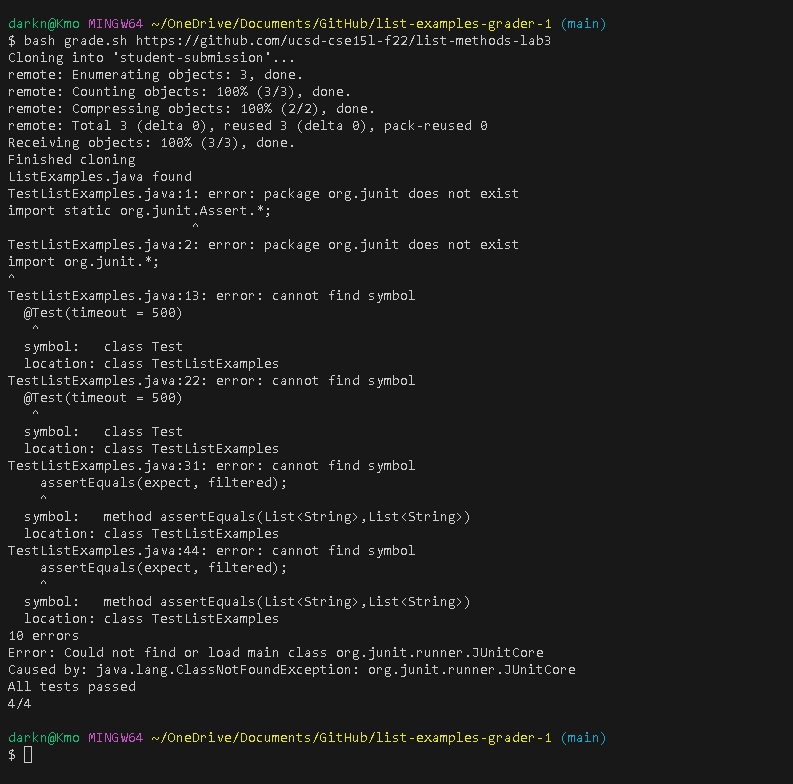 darkn@Kmo MINGW64 ~/OneDrive/Documents/GitHub/list-examples-grader-1 (main)
$ bash grade.sh https://github.com/ucsd-cse15l-f22/list-methods-lab3
Cloning into 'student-submission'...
remote: Enumerating objects: 3, done.
remote: Counting objects: 100% (3/3), done.
remote: Compressing objects: 100% (2/2), done.
remote: Total 3 (delta 0), reused 3 (delta 0), pack-reused 0
Receiving objects: 100% (3/3), done.
Finished cloning
ListExamples.java found
TestListExamples.java:1: error: package org.junit does not exist
import static org.junit.Assert.*;
                       ^
TestListExamples.java:2: error: package org.junit does not exist
import org.junit.*;
^
TestListExamples.java:13: error: cannot find symbol
  @Test(timeout = 500)
   ^
  symbol:   class Test
  location: class TestListExamples
TestListExamples.java:22: error: cannot find symbol
  @Test(timeout = 500)
   ^
  symbol:   class Test
  location: class TestListExamples
TestListExamples.java:31: error: cannot find symbol
    assertEquals(expect, filtered);
    ^
  symbol:   method assertEquals(List<String>,List<String>)
  location: class TestListExamples
TestListExamples.java:44: error: cannot find symbol
    assertEquals(expect, filtered);
    ^
  symbol:   method assertEquals(List<String>,List<String>)
  location: class TestListExamples
10 errors
Error: Could not find or load main class org.junit.runner.JUnitCore
Caused by: java.lang.ClassNotFoundException: org.junit.runner.JUnitCore
All tests passed
4/4
darkn@Kmo MINGW64 ~/OneDrive/Documents/GitHub/list-examples-grader-1 (main)
$